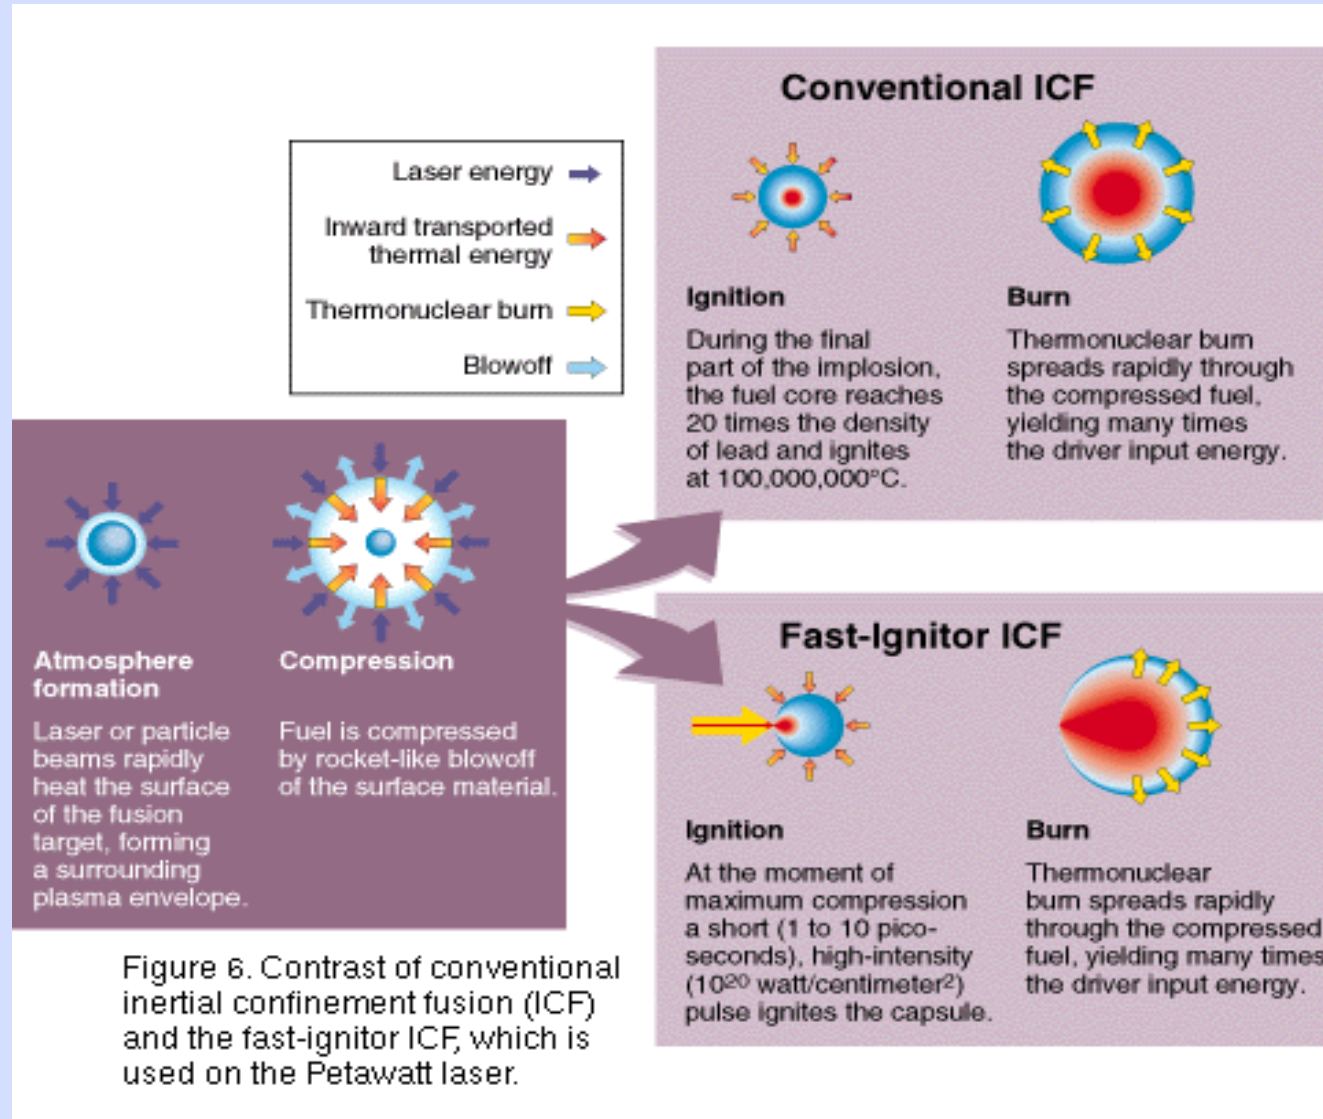 Conventional ICF
Laser energy
Inward transported
thermal energy
Thermonuclear burn
Blowoff
Ignition
During the final
part of the implosion,
the fuel core reaches
20 times the density
of lead and ignites
at 100,000,000°C.
Burn
Thermonuclear burn
spreads rapidly through
the compressed fuel,
yielding many times
the driver input energy.
Atmosphere
formation
Laser or particle
beams rapidly
heat the surface
of the fusion
target, forming
a surrounding
plasma envelope.
Compression
Fuel is compressed
by rocket-like blowoff
of the surface material.
Fast-Ignitor ICF
Ignition
At the moment of
maximum compression
a short (1 to 10 pico-
seconds), high-intensity
(10²⁰ watt/centimeter²)
pulse ignites the capsule.
Burn
Thermonuclear
burn spreads rapidly
through the compressed
fuel, yielding many times
the driver input energy.
Figure 6. Contrast of conventional
inertial confinement fusion (ICF)
and the fast-ignitor ICF, which is
used on the Petawatt laser.